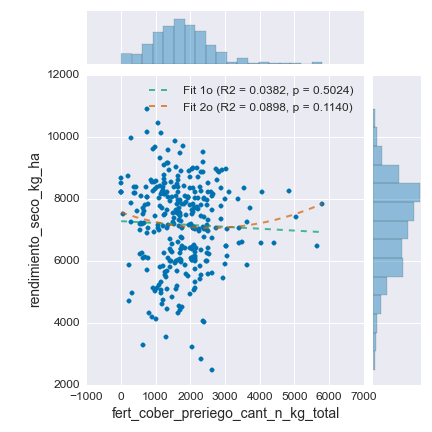 12000
10000
8000
6000
4000
2000
rendimiento_seco_kg_ha
Fit 1o (R2 = 0.0382, p = 0.5024)
Fit 2o (R2 = 0.0898, p = 0.1140)
-1000 0 1000 2000 3000 4000 5000 6000 7000
fert_cober_preriego_cant_n_kg_total